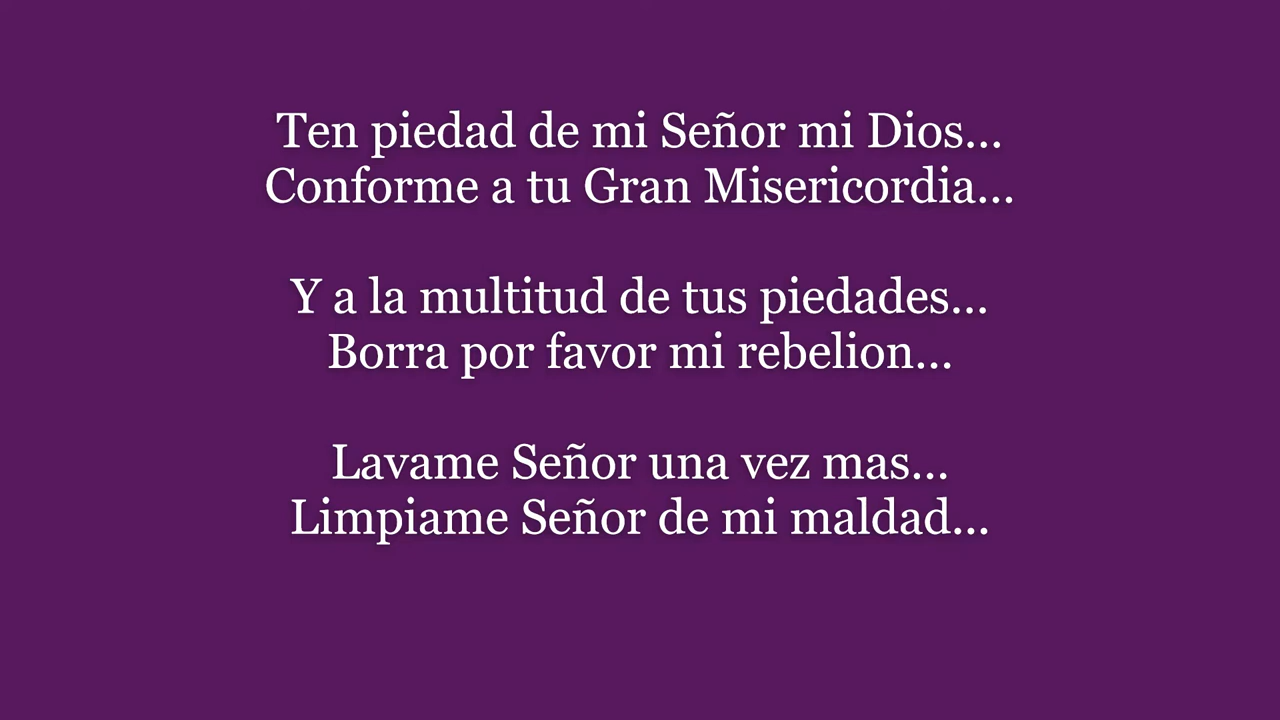 Ten piedad de mi Señor mi Dios...
Conforme a tu Gran Misericordia...
Y a la multitud de tus piedades...
Borra por favor mi rebelion...
Lavame Señor una vez mas...
Limpiame Señor de mi maldad...